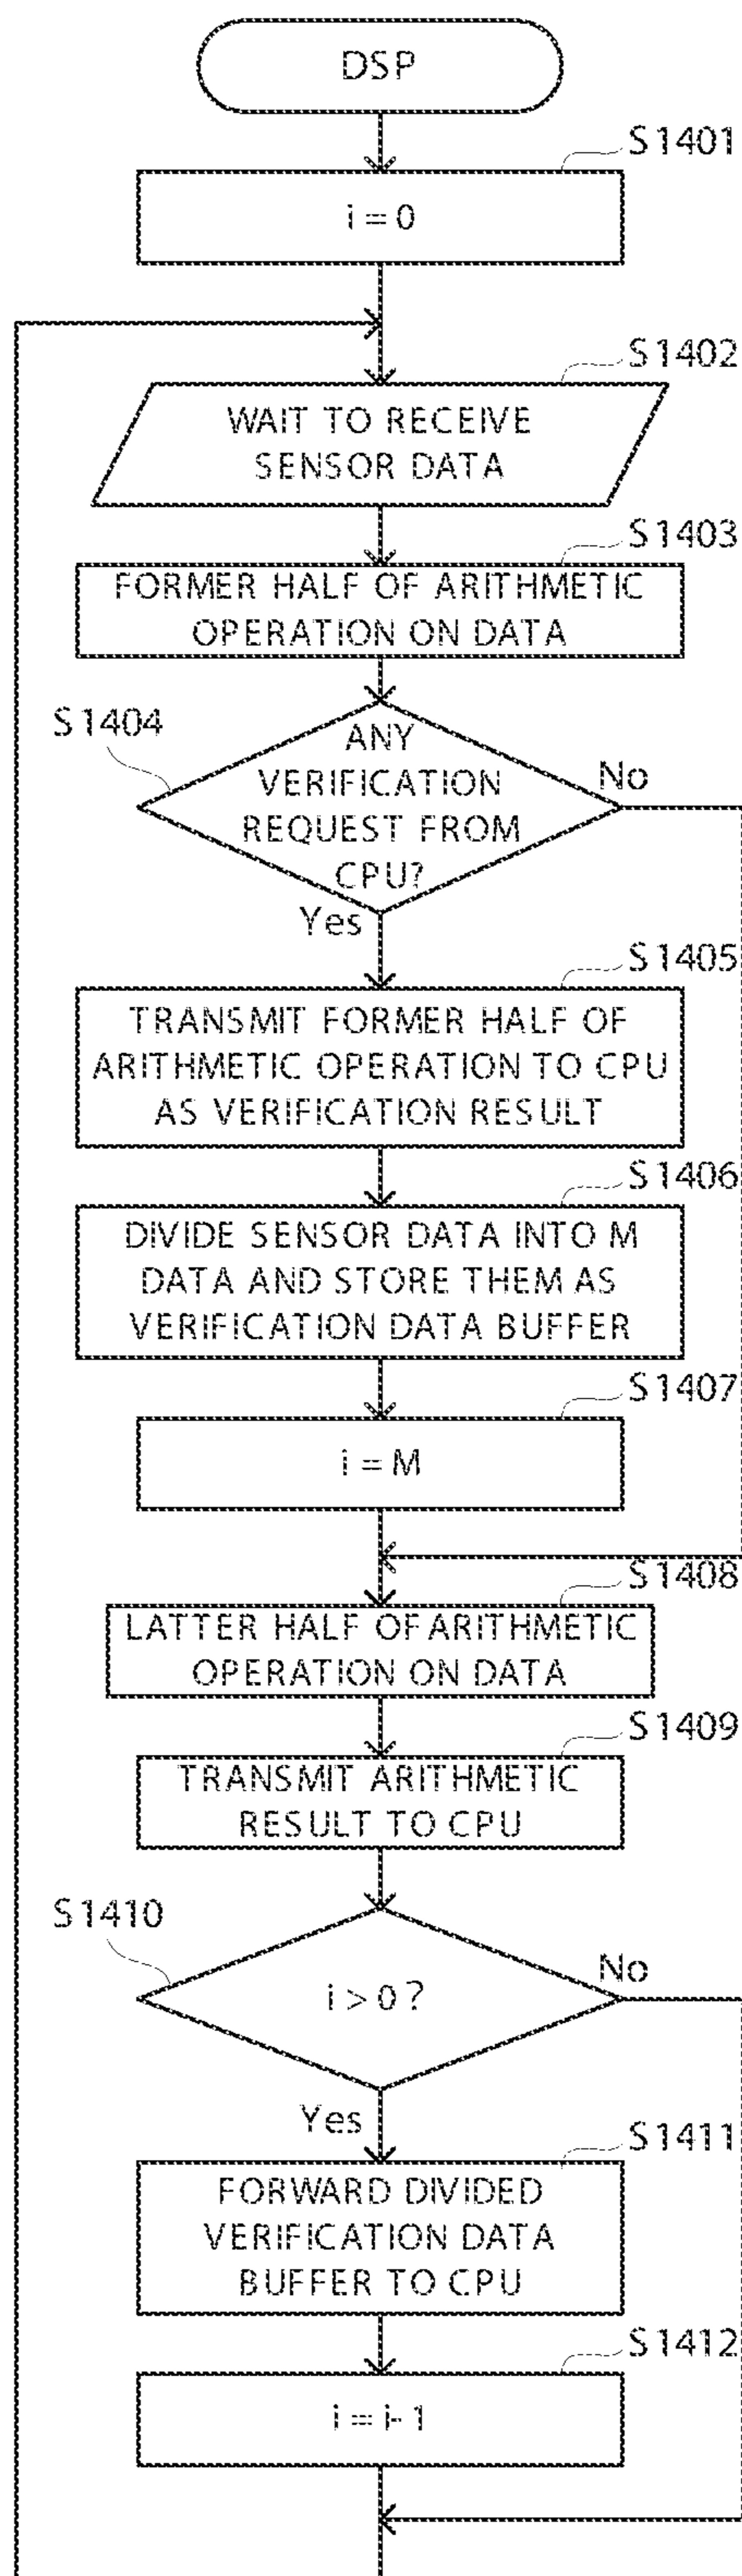 DSP
S1401
i = 0
S1402
WAIT TO RECEIVE
SENSOR DATA
S1403
FORMER HALF OF ARITHMETIC
OPERATION ON DATA
S1404
ANY
VERIFICATION
REQUEST FROM
CPU?
No
Yes
S1405
TRANSMIT FORMER HALF OF
ARITHMETIC OPERATION TO CPU
AS VERIFICATION RESULT
S1406
DIVIDE SENSOR DATA INTO M
DATA AND STORE THEM AS
VERIFICATION DATA BUFFER
S1407
i = M
S1408
LATTER HALF OF ARITHMETIC
OPERATION ON DATA
S1409
TRANSMIT ARITHMETIC
RESULT TO CPU
S1410
i > 0 ?
No
Yes
S1411
FORWARD DIVIDED
VERIFICATION DATA
BUFFER TO CPU
S1412
i = i- 1